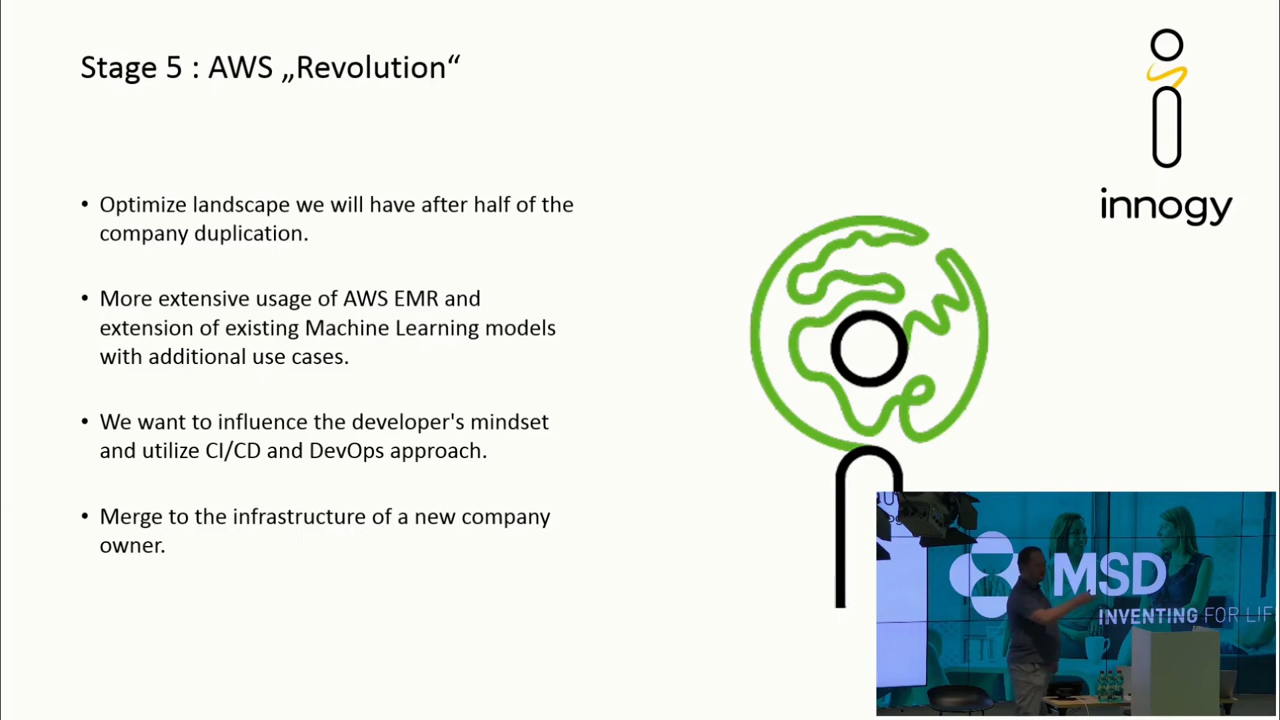 Stage 5 : AWS „Revolution“
innogy
• Optimize landscape we will have after half of the
company duplication.
• More extensive usage of AWS EMR and
extension of existing Machine Learning models
with additional use cases.
• We want to influence the developer's mindset
and utilize CI/CD and DevOps approach.
• Merge to the infrastructure of a new company
owner.
MSD
INVENTING FOR LIF